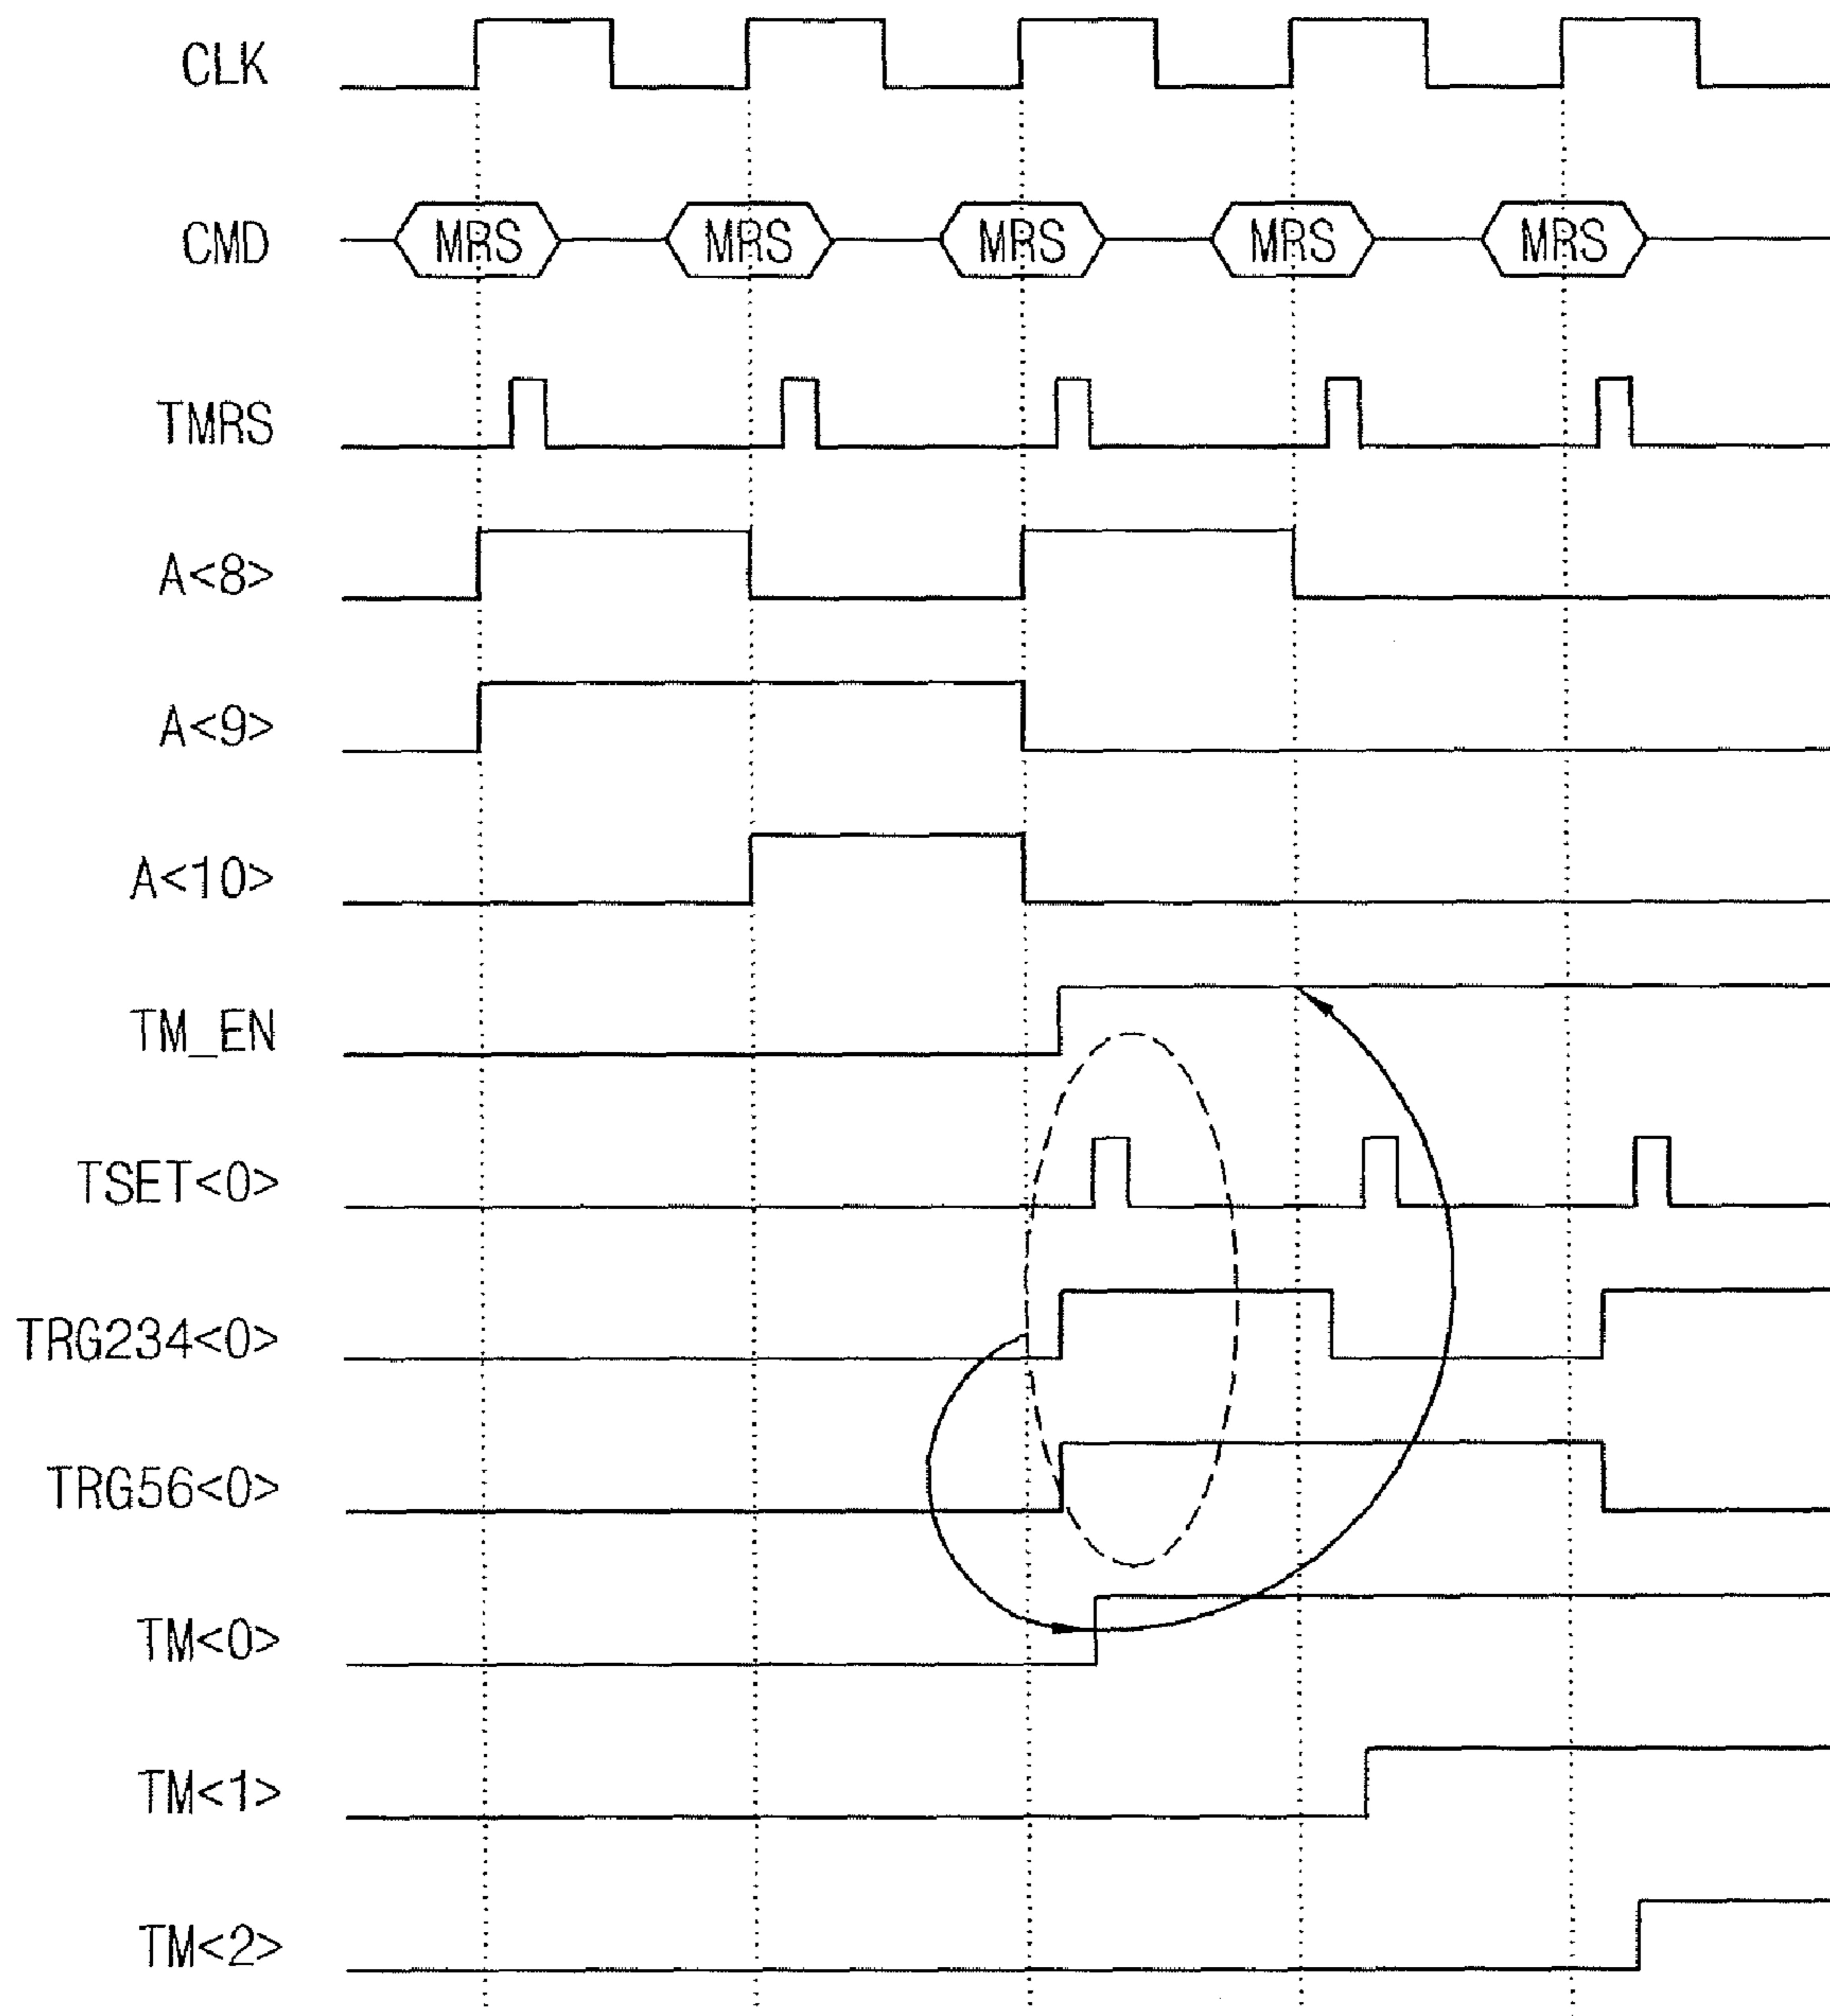 CLK
CMD MRS MRS MRS MRS MRS
TMRS
A<8>
A<9>
A<10>
TM_EN
TSET<0>
TRG234<0>
TRG56<0>
TM<0>
TM<1>
TM<2>